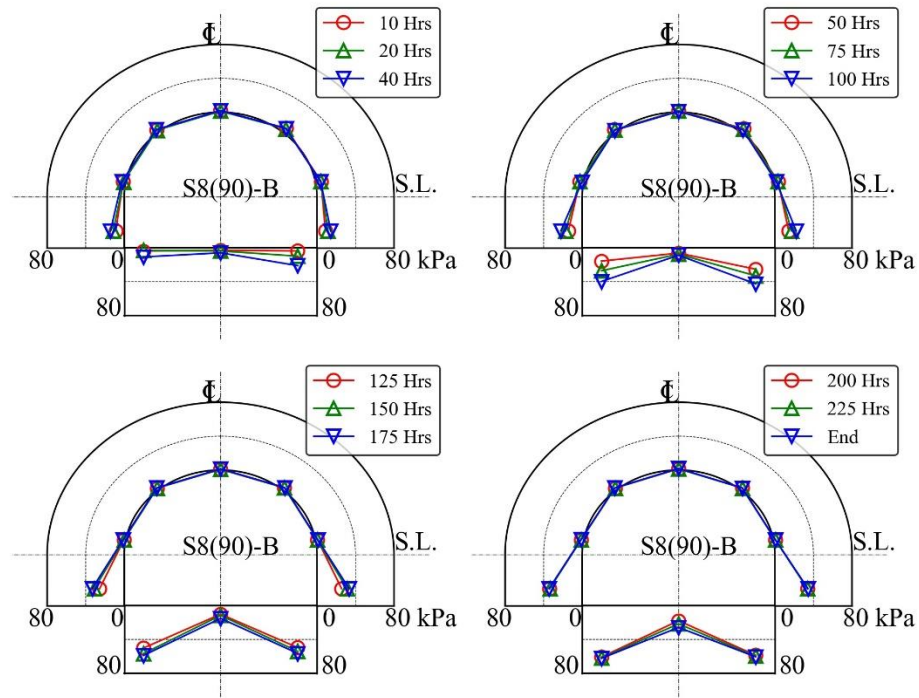 ℄
10 Hrs
20 Hrs
40 Hrs
S8(90)-B
S.L.
80
0
0
80 kPa
80
80
℄
50 Hrs
75 Hrs
100 Hrs
S8(90)-B
S.L.
80
0
0
80 kPa
80
80
℄
125 Hrs
150 Hrs
175 Hrs
S8(90)-B
S.L.
80
0
0
80 kPa
80
80
℄
200 Hrs
225 Hrs
End
S8(90)-B
S.L.
80
0
0
80 kPa
80
80